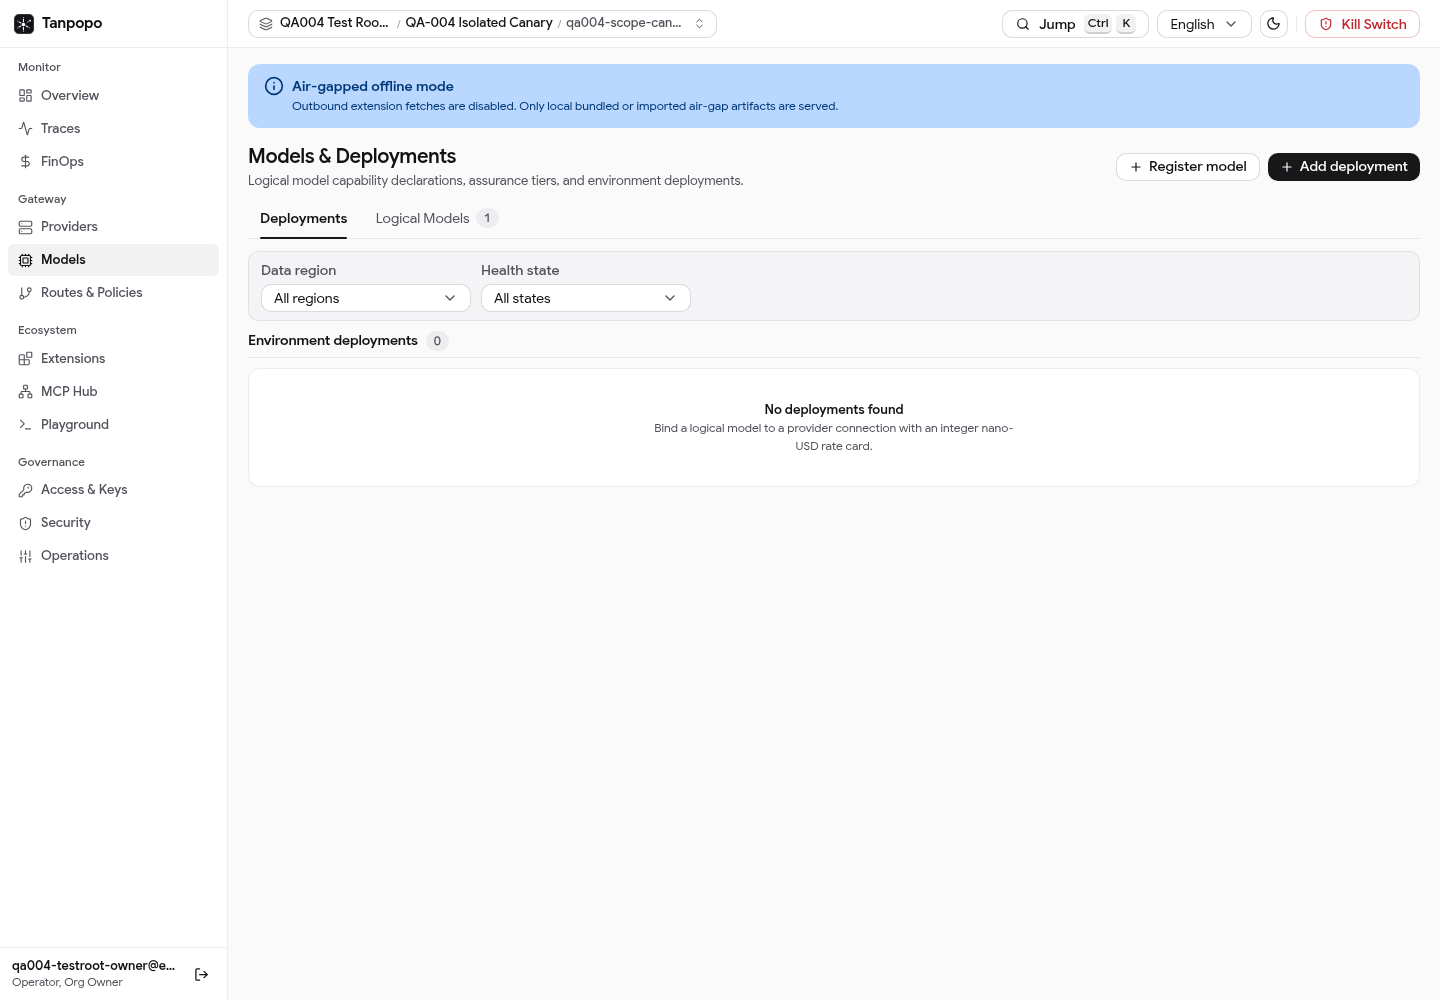 Tanpopo
QA004 Test Roo... / QA-004 Isolated Canary / qa004-scope-can...
Jump Ctrl K
English
Kill Switch
Monitor
Overview
Traces
FinOps
Gateway
Providers
Models
Routes & Policies
Ecosystem
Extensions
MCP Hub
Playground
Governance
Access & Keys
Security
Operations
qa004-testroot-owner@e...
Operator, Org Owner
Air-gapped offline mode
Outbound extension fetches are disabled. Only local bundled or imported air-gap artifacts are served.
Models & Deployments
Logical model capability declarations, assurance tiers, and environment deployments.
Register model
Add deployment
Deployments
Logical Models 1
Data region
All regions
Health state
All states
Environment deployments 0
No deployments found
Bind a logical model to a provider connection with an integer nano-
USD rate card.